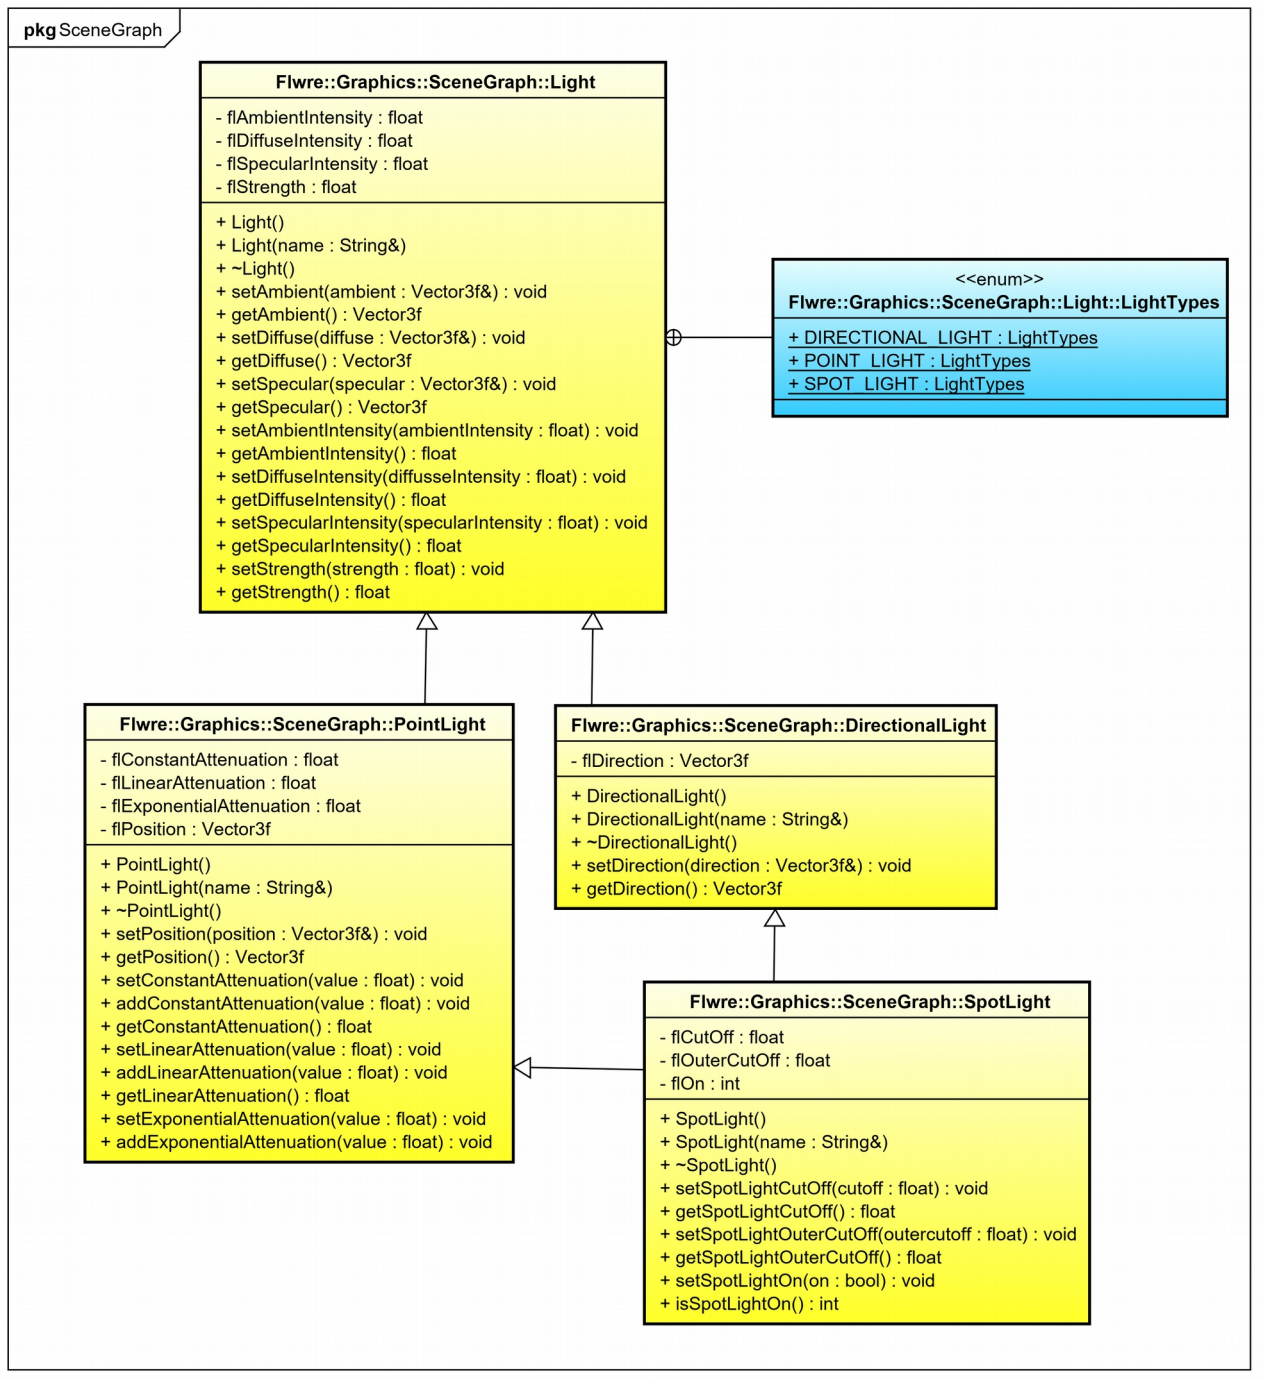 pkg SceneGraph
Flwre::Graphics::SceneGraph::Light
- flAmbientIntensity : float
- flDiffuseIntensity : float
- flSpecularIntensity : float
- flStrength : float
+ Light()
+ Light(name : String&)
+ ~Light()
+ setAmbient(ambient : Vector3f&) : void
+ getAmbient() : Vector3f
+ setDiffuse(diffuse : Vector3f&) : void
+ getDiffuse() : Vector3f
+ setSpecular(specular : Vector3f&) : void
+ getSpecular() : Vector3f
+ setAmbientIntensity(ambientIntensity : float) : void
+ getAmbientIntensity() : float
+ setDiffuseIntensity(diffusseIntensity : float) : void
+ getDiffuseIntensity() : float
+ setSpecularIntensity(specularIntensity : float) : void
+ getSpecularIntensity() : float
+ setStrength(strength : float) : void
+ getStrength() : float
<<enum>>
Flwre::Graphics::SceneGraph::Light::LightTypes
+ DIRECTIONAL_LIGHT : LightTypes
+ POINT_LIGHT : LightTypes
+ SPOT_LIGHT : LightTypes
Flwre::Graphics::SceneGraph::PointLight
- flConstantAttenuation : float
- flLinearAttenuation : float
- flExponentialAttenuation : float
- flPosition : Vector3f
+ PointLight()
+ PointLight(name : String&)
+ ~PointLight()
+ setPosition(position : Vector3f&) : void
+ getPosition() : Vector3f
+ setConstantAttenuation(value : float) : void
+ addConstantAttenuation(value : float) : void
+ getConstantAttenuation() : float
+ setLinearAttenuation(value : float) : void
+ addLinearAttenuation(value : float) : void
+ getLinearAttenuation() : float
+ setExponentialAttenuation(value : float) : void
+ addExponentialAttenuation(value : float) : void
Flwre::Graphics::SceneGraph::DirectionalLight
- flDirection : Vector3f
+ DirectionalLight()
+ DirectionalLight(name : String&)
+ ~DirectionalLight()
+ setDirection(direction : Vector3f&) : void
+ getDirection() : Vector3f
Flwre::Graphics::SceneGraph::SpotLight
- flCutOff : float
- flOuterCutOff : float
- flOn : int
+ SpotLight()
+ SpotLight(name : String&)
+ ~SpotLight()
+ setSpotLightCutOff(cutoff : float) : void
+ getSpotLightCutOff() : float
+ setSpotLightOuterCutOff(outercutoff : float) : void
+ getSpotLightOuterCutOff() : float
+ setSpotLightOn(on : bool) : void
+ isSpotLightOn() : int